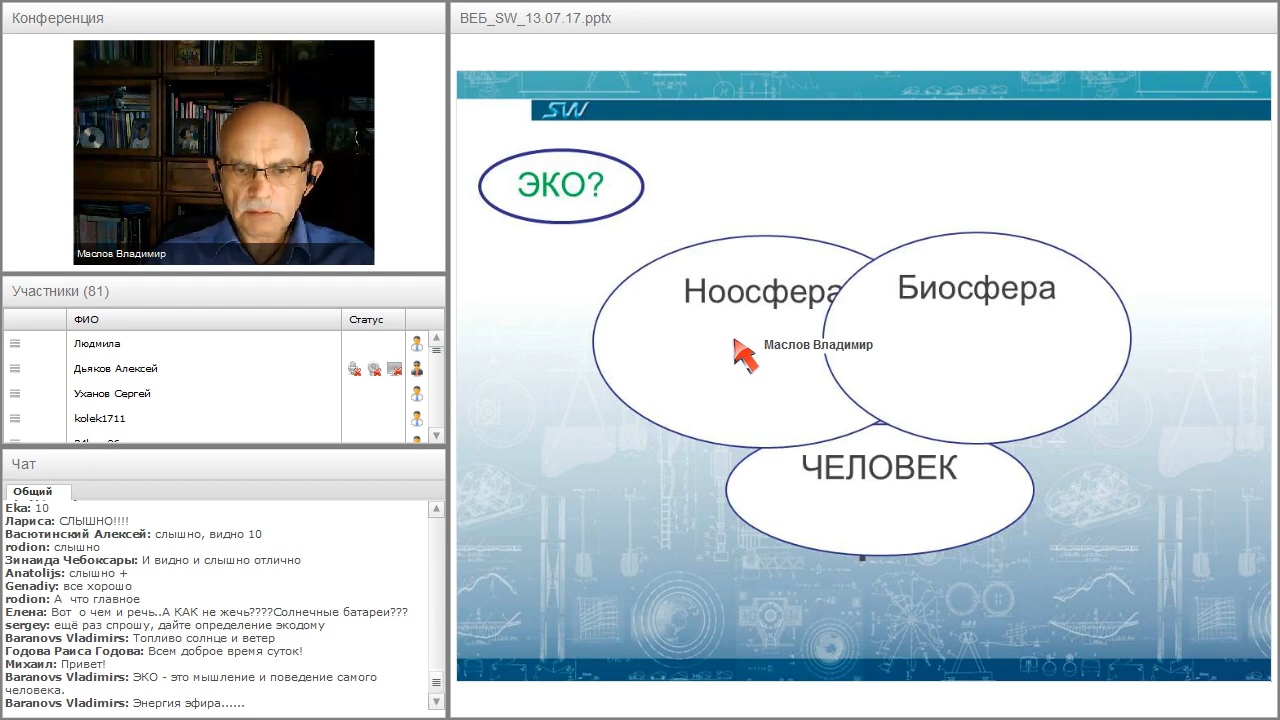 Конференция
Маслов Владимир
Участники (81)
ФИО Статус
Людмила
Дьяков Алексей
Уханов Сергей
kolek1711
Чат
Общий
Eka: 10
Лариса: СЛЫШНО!!!!
Васютинский Алексей: слышно, видно 10
rodion: слышно
Зинаида Чебоксары: И видно и слышно отлично
Anatolijs: слышно +
Genadiy: все хорошо
rodion: А что главное
Елена: Вот о чем и речь..А КАК не жечь????Солнечные батареи???
sergey: ещё раз спрошу, дайте определение экодому
Baranovs Vladimirs: Топливо солнце и ветер
Годова Раиса Годова: Всем доброе время суток!
Михаил: Привет!
Baranovs Vladimirs: ЭКО - это мышление и поведение самого
человека.
Baranovs Vladimirs: Энергия эфира......
ВЕБ_SW_13.07.17.pptx
SW
ЭКО?
Ноосфера
Биосфера
Маслов Владимир
ЧЕЛОВЕК